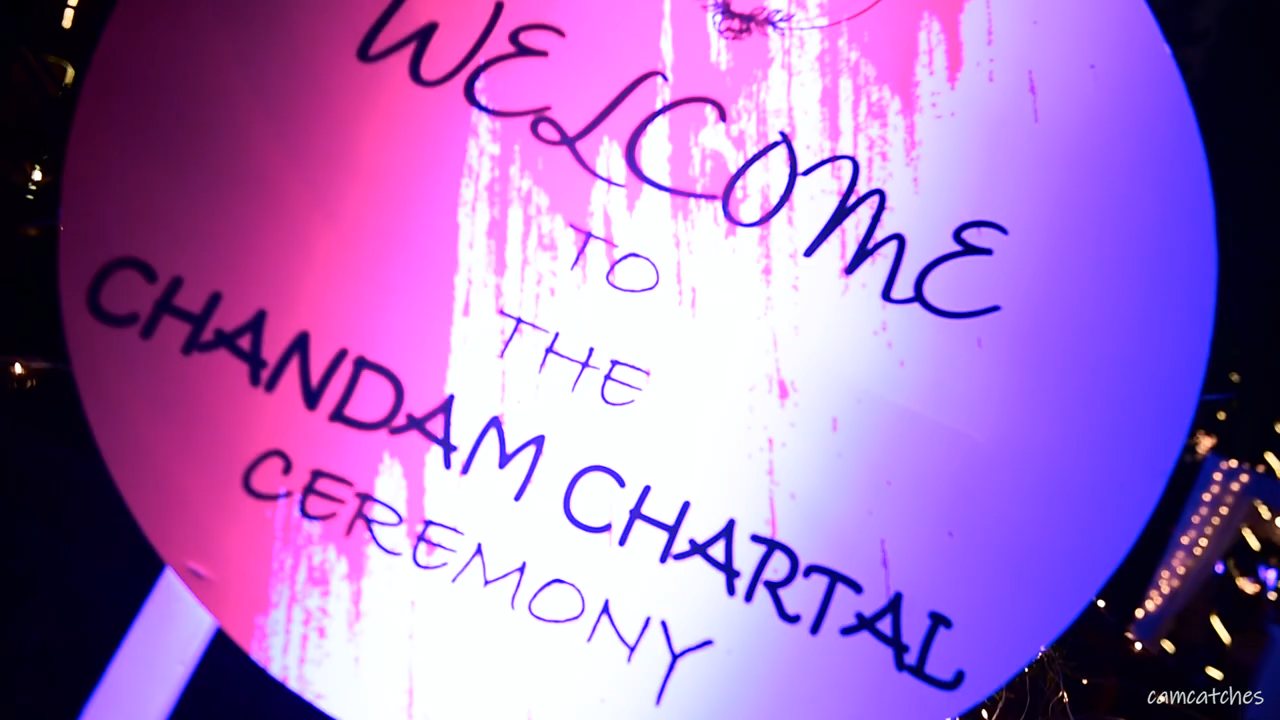 WELCOME
TO
THE
CHANDAM CHARTAL
CEREMONY
camcatches